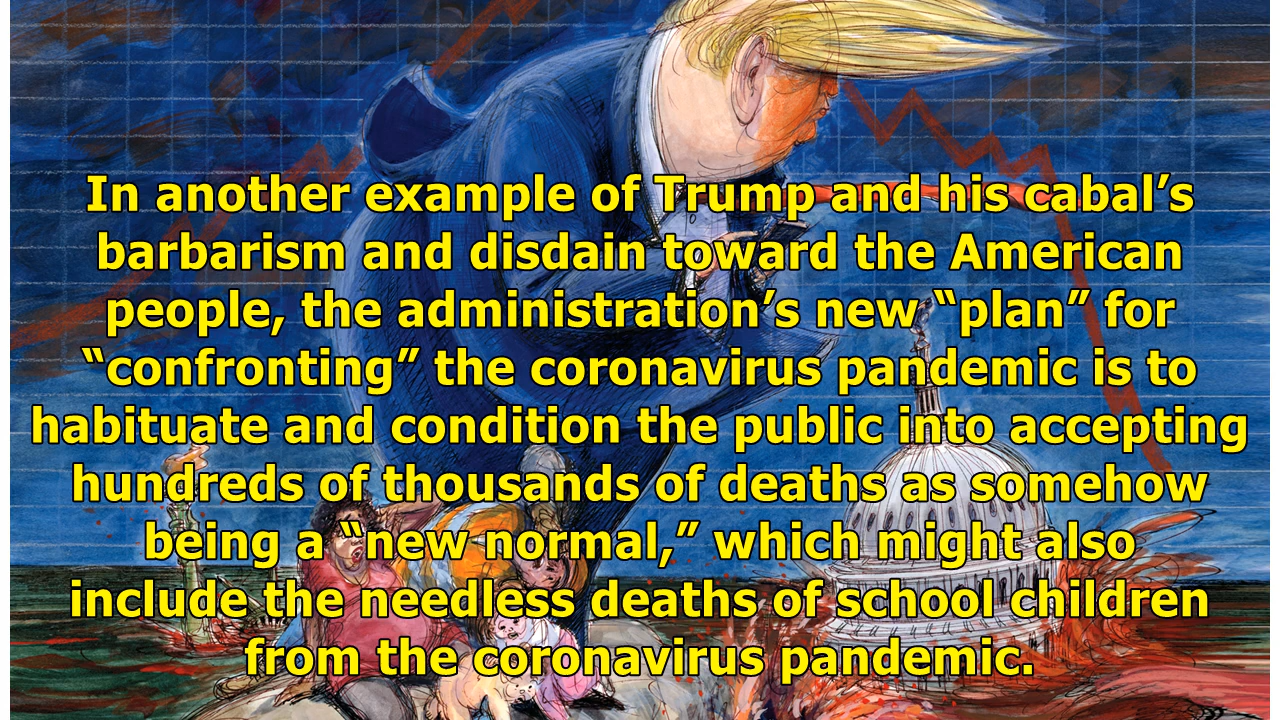 In another example of Trump and his cabal’s
barbarism and disdain toward the American
people, the administration’s new “plan” for
“confronting” the coronavirus pandemic is to
habituate and condition the public into accepting
hundreds of thousands of deaths as somehow
being a “new normal,” which might also
include the needless deaths of school children
from the coronavirus pandemic.